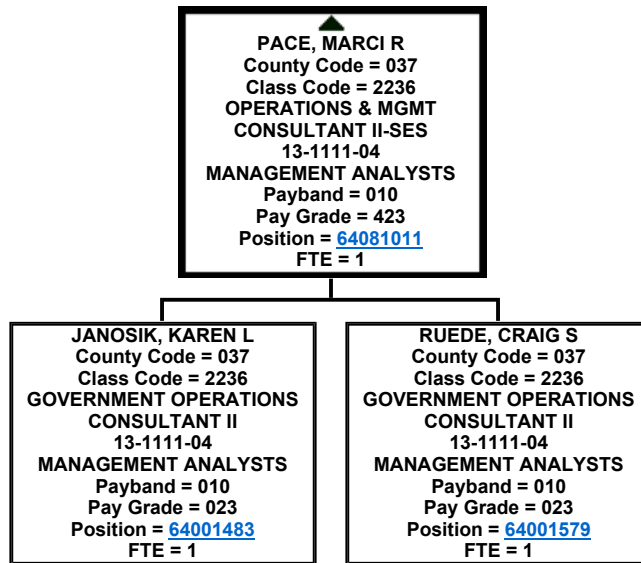 PACE, MARCI R
County Code = 037
Class Code = 2236
OPERATIONS & MGMT
CONSULTANT II-SES
13-1111-04
MANAGEMENT ANALYSTS
Payband = 010
Pay Grade = 423
Position = 64081011
FTE = 1
JANOSIK, KAREN L
County Code = 037
Class Code = 2236
GOVERNMENT OPERATIONS
CONSULTANT II
13-1111-04
MANAGEMENT ANALYSTS
Payband = 010
Pay Grade = 023
Position = 64001483
FTE = 1
RUEDE, CRAIG S
County Code = 037
Class Code = 2236
GOVERNMENT OPERATIONS
CONSULTANT II
13-1111-04
MANAGEMENT ANALYSTS
Payband = 010
Pay Grade = 023
Position = 64001579
FTE = 1